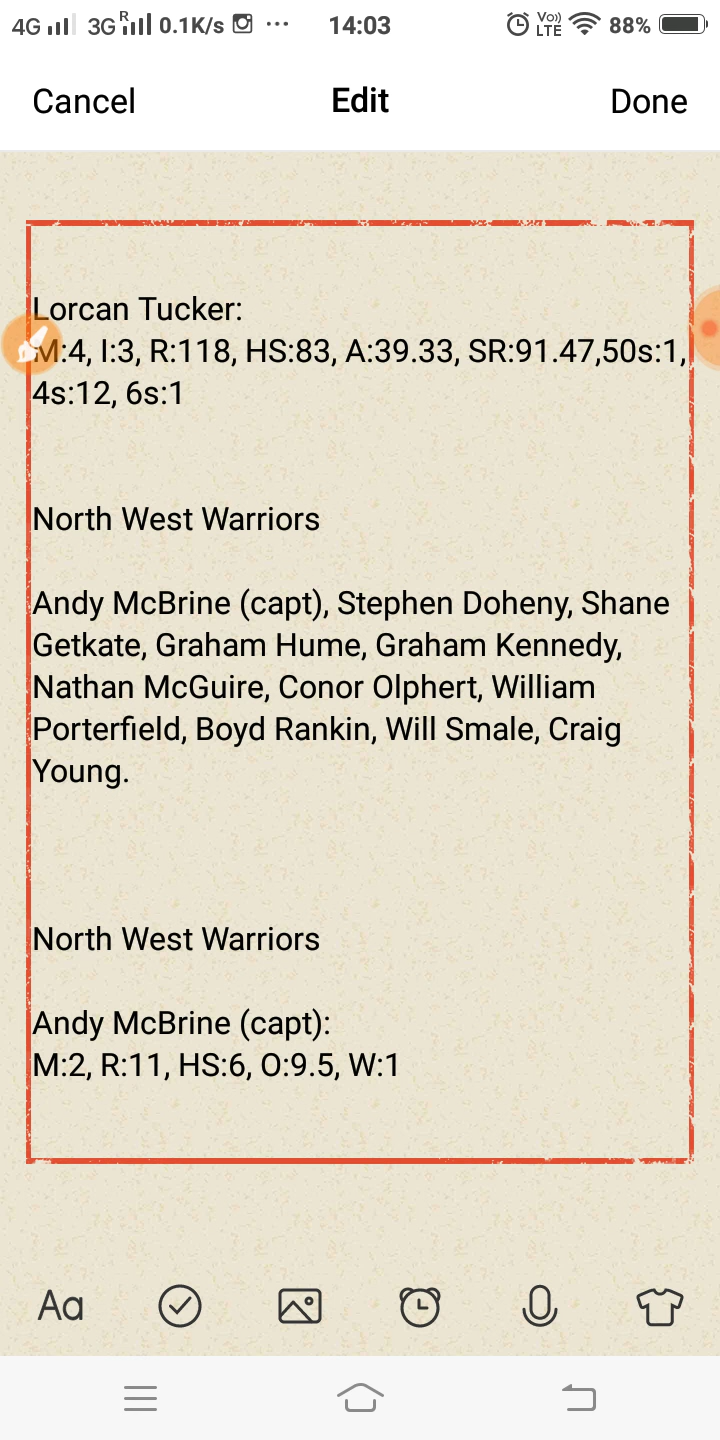 4G 3G R 0.1K/s ... 14:03 Vo)) LTE 88%
Cancel Edit Done
Lorcan Tucker:
M:4, I:3, R:118, HS:83, A:39.33, SR:91.47,50s:1,
4s:12, 6s:1
North West Warriors
Andy McBrine (capt), Stephen Doheny, Shane
Getkate, Graham Hume, Graham Kennedy,
Nathan McGuire, Conor Olphert, William
Porterfield, Boyd Rankin, Will Smale, Craig
Young.
North West Warriors
Andy McBrine (capt):
M:2, R:11, HS:6, O:9.5, W:1
Aa